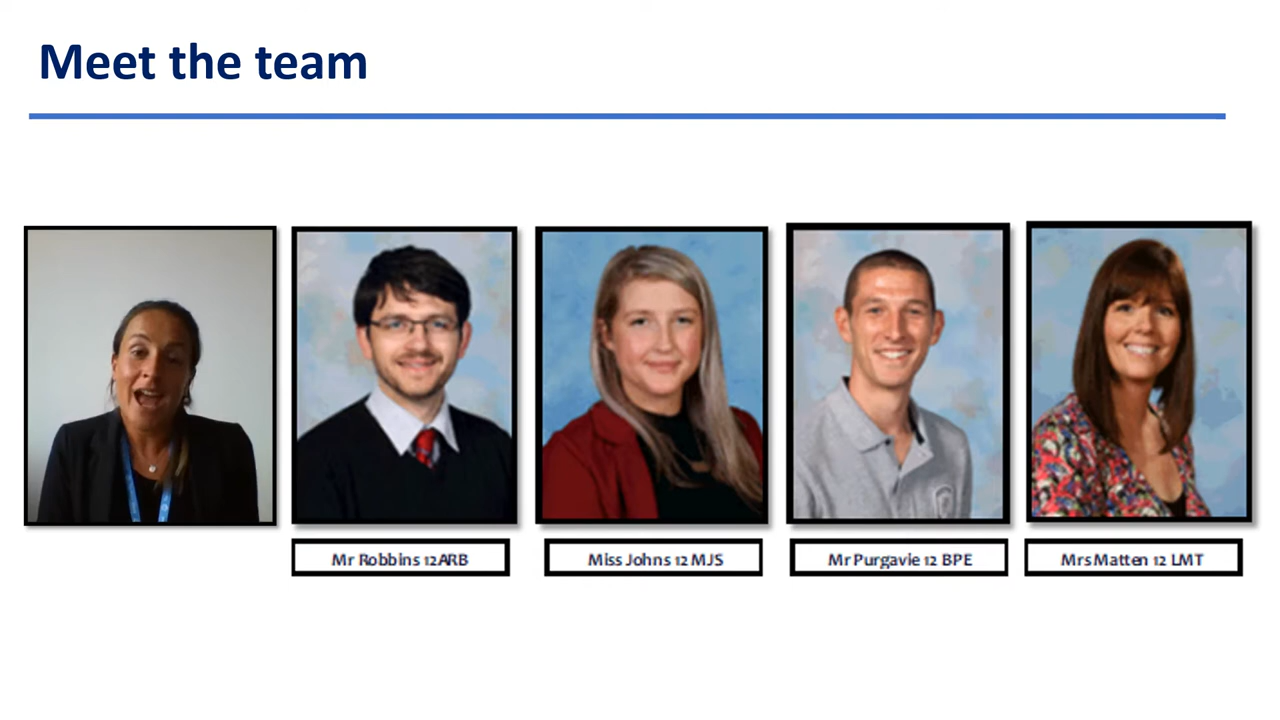 Meet the team
Mr Robbins 12ARB
Miss Johns 12 MJS
Mr Purgavie 12 BPE
Mrs Matten 12 LMT